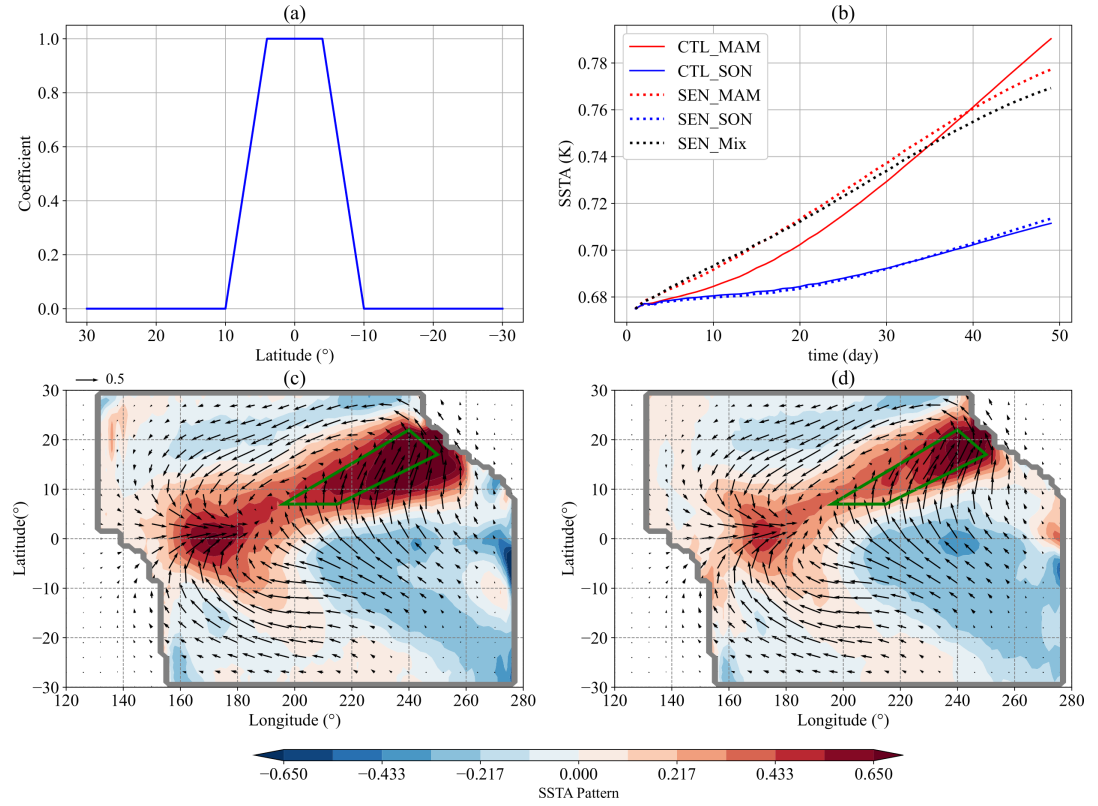 (a)
1.0
0.8
0.6
0.4
0.2
0.0
Coefficient
30 20 10 0 −10 −20 −30
Latitude (°)
(b)
CTL_MAM
CTL_SON
SEN_MAM
SEN_SON
SEN_Mix
0.78
0.76
0.74
0.72
0.70
0.68
SSTA (K)
0 10 20 30 40 50
time (day)
0.5
(c)
30
20
10
0
−10
−20
−30
Latitude(°)
120 140 160 180 200 220 240 260 280
Longitude (°)
(d)
30
20
10
0
−10
−20
−30
Latitude(°)
120 140 160 180 200 220 240 260 280
Longitude (°)
−0.650 −0.433 −0.217 0.000 0.217 0.433 0.650
SSTA Pattern